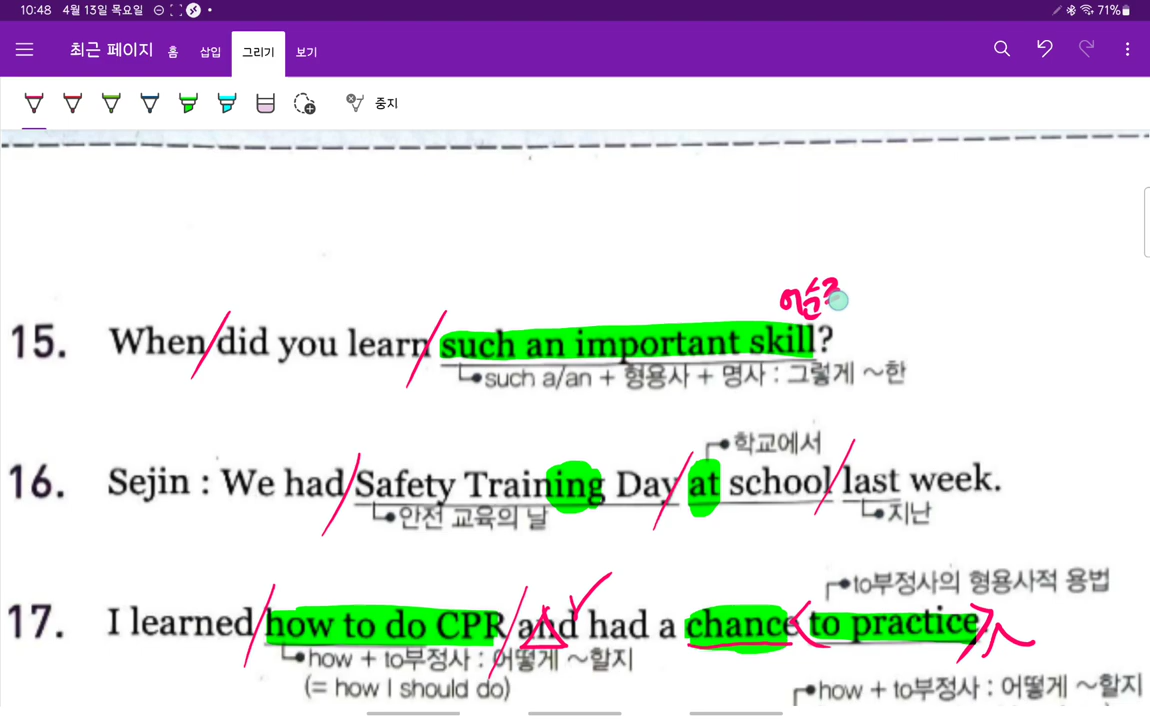 10:48 4월 13일 목요일 71%
최근 페이지 홈 삽입 그리기 보기
중지
어순주
15. When did you learn such an important skill?
such a/an + 형용사 + 명사 : 그렇게 ~한
학교에서
16. Sejin : We had Safety Training Day at school last week.
안전 교육의 날
지난
to부정사의 형용사적 용법
17. I learned how to do CPR and had a chance to practice.
how + to부정사 : 어떻게 ~할지
(= how I should do)
how + to부정사 : 어떻게 ~할지